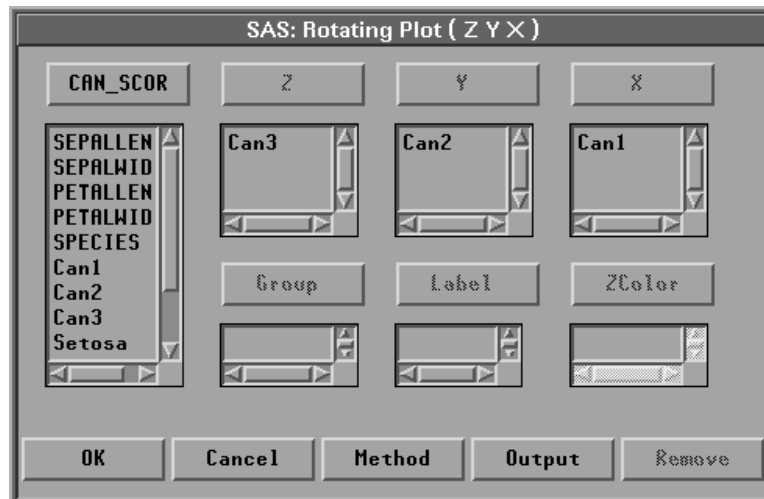 SAS: Rotating Plot ( Z Y X )
CAN_SCOR
Z
Y
X
SEPALLEN
SEPALWID
PETALLEN
PETALWID
SPECIES
Can1
Can2
Can3
Setosa
Can3
Can2
Can1
Group
Label
ZColor
OK
Cancel
Method
Output
Remove